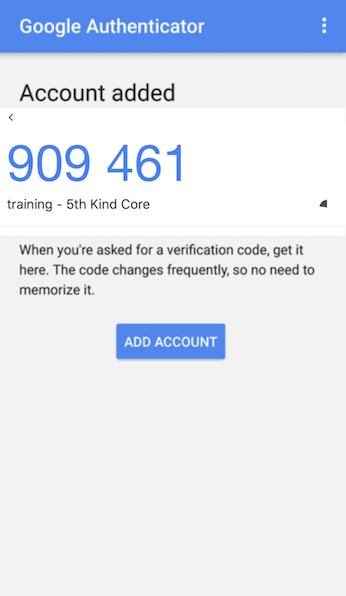 Google Authenticator
Account added
909 461
training - 5th Kind Core
When you're asked for a verification code, get it
here. The code changes frequently, so no need to
memorize it.
ADD ACCOUNT